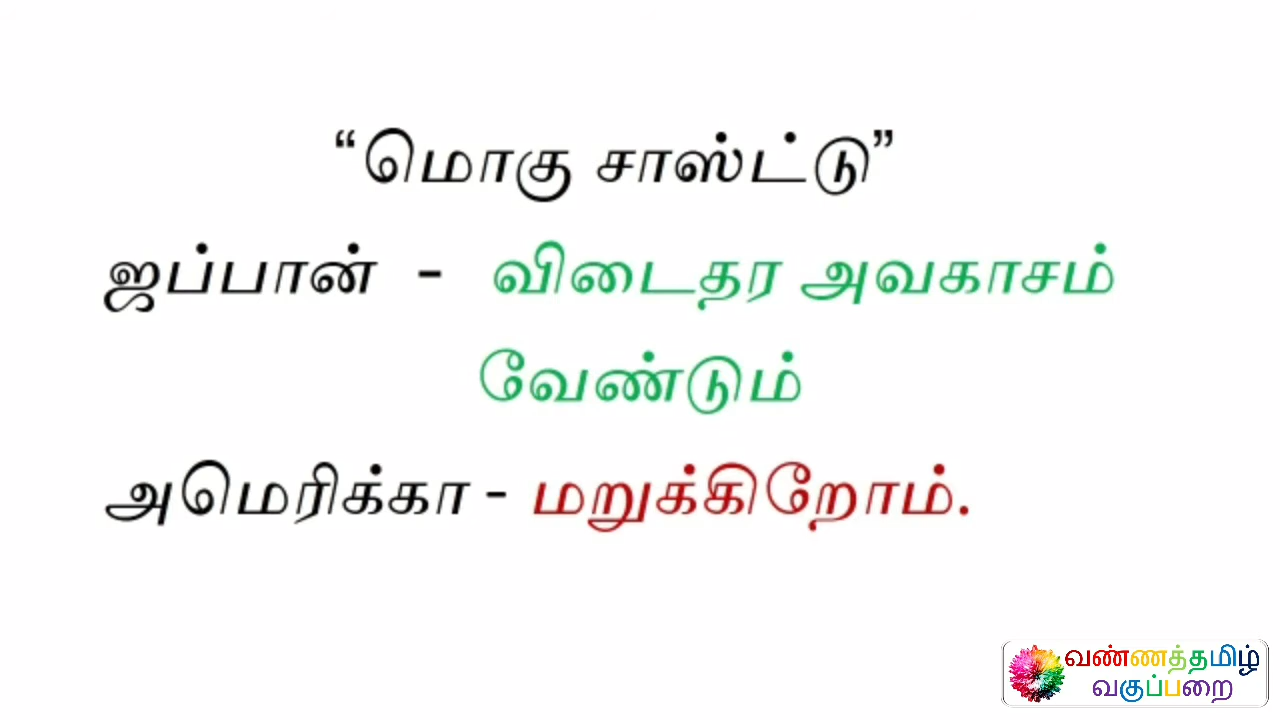 “மொகு சாஸ்ட்டு”
ஜப்பான் - விடைதர அவகாசம்
வேண்டும்
அமெரிக்கா - மறுக்கிறோம்.
வண்ணத்தமிழ்
வகுப்பறை